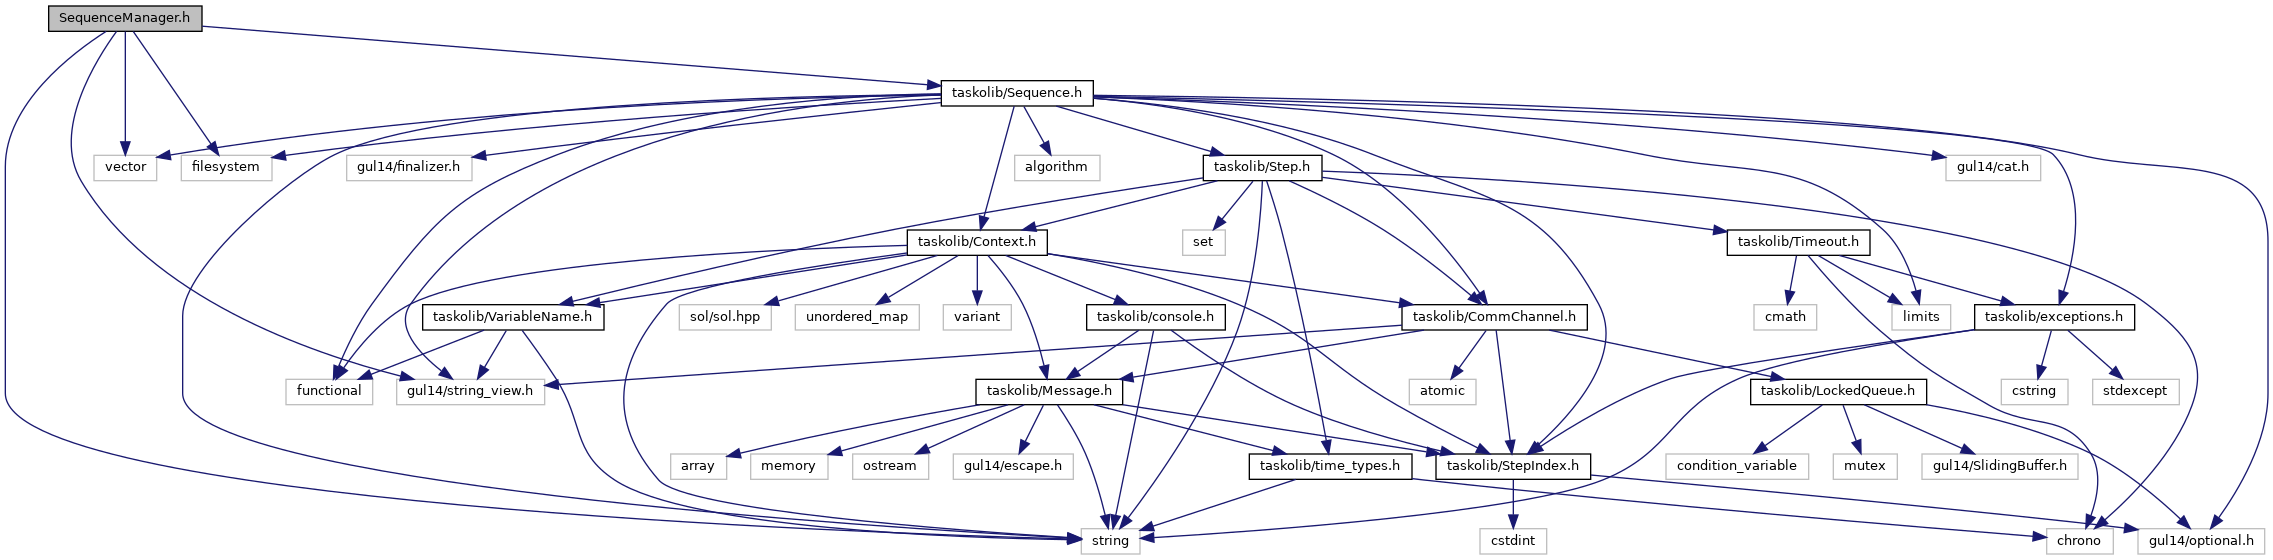 SequenceManager.h
taskolib/Sequence.h
vector
filesystem
gul14/finalizer.h
algorithm
taskolib/Step.h
gul14/cat.h
taskolib/Context.h
set
taskolib/Timeout.h
taskolib/VariableName.h
sol/sol.hpp
unordered_map
variant
taskolib/console.h
taskolib/CommChannel.h
cmath
limits
taskolib/exceptions.h
functional
gul14/string_view.h
taskolib/Message.h
atomic
taskolib/LockedQueue.h
cstring
stdexcept
array
memory
ostream
gul14/escape.h
taskolib/time_types.h
taskolib/StepIndex.h
condition_variable
mutex
gul14/SlidingBuffer.h
string
cstdint
chrono
gul14/optional.h